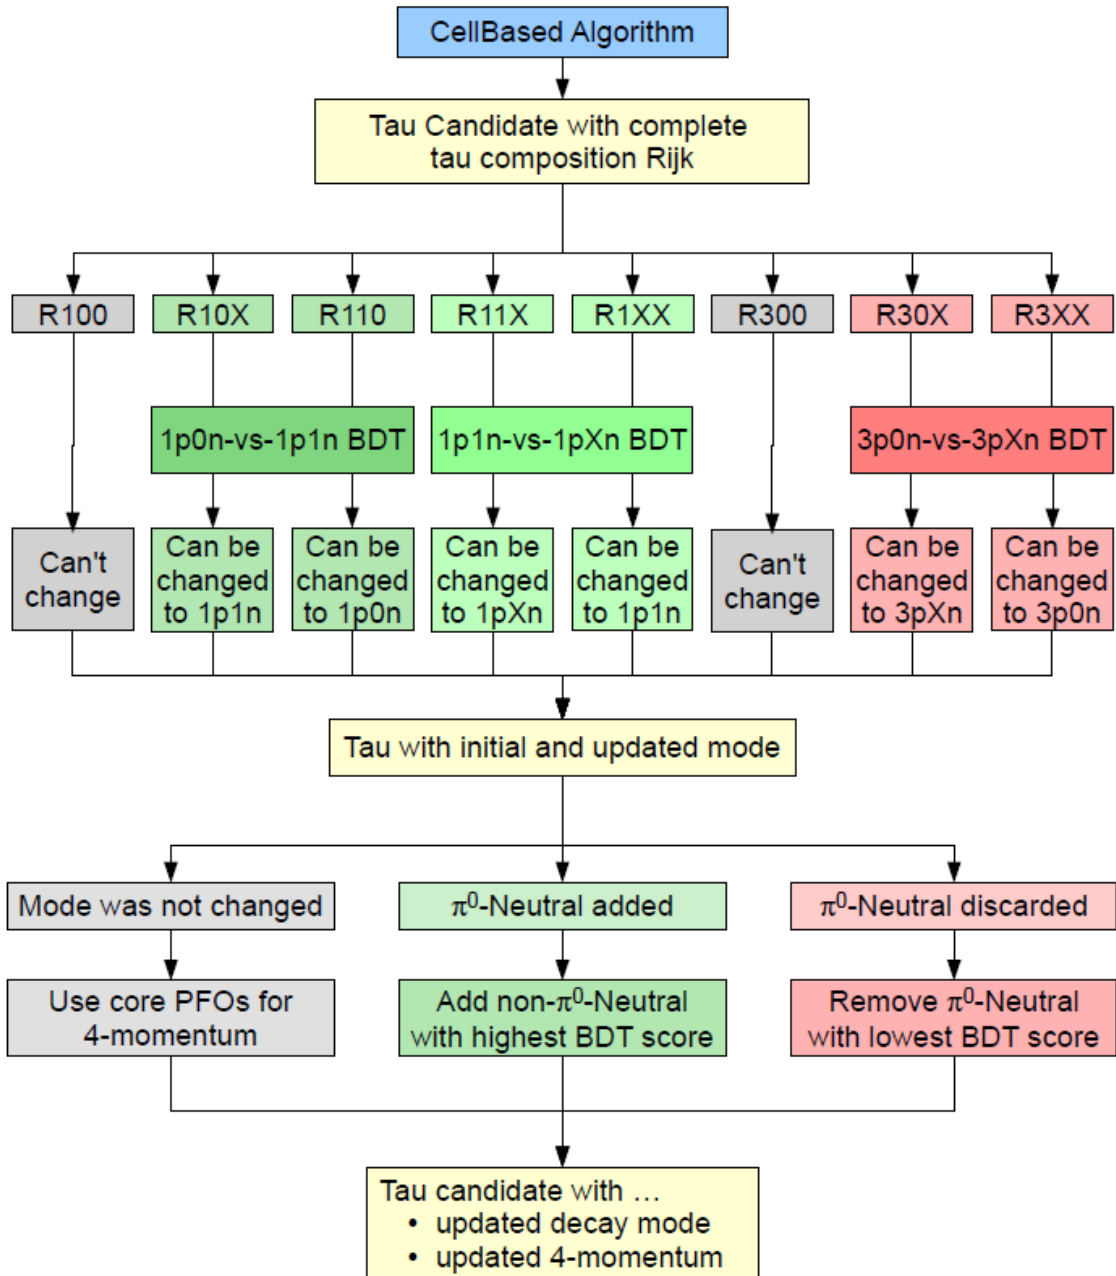 CellBased Algorithm
Tau Candidate with complete
tau composition Rijk
R100
R10X
R110
R11X
R1XX
R300
R30X
R3XX
1p0n-vs-1p1n BDT
1p1n-vs-1pXn BDT
3p0n-vs-3pXn BDT
Can't
change
Can be
changed
to 1p1n
Can be
changed
to 1p0n
Can be
changed
to 1pXn
Can be
changed
to 1p1n
Can't
change
Can be
changed
to 3pXn
Can be
changed
to 3p0n
Tau with initial and updated mode
Mode was not changed
π⁰-Neutral added
π⁰-Neutral discarded
Use core PFOs for
4-momentum
Add non-π⁰-Neutral
with highest BDT score
Remove π⁰-Neutral
with lowest BDT score
Tau candidate with ...
• updated decay mode
• updated 4-momentum